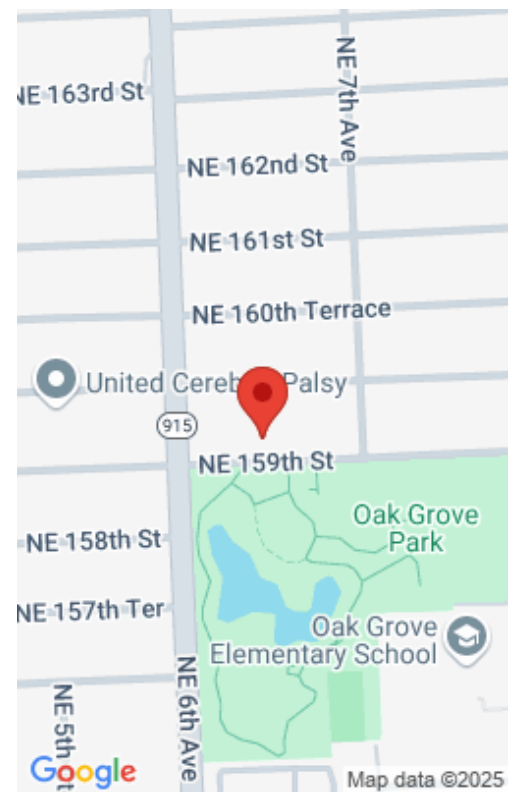 NE 163rd St
NE 7th Ave
NE 162nd St
NE 161st St
NE 160th Terrace
United Cerebral Palsy
915
NE 159th St
Oak Grove
Park
NE 158th St
NE 157th Ter
Oak Grove
Elementary School
NE 6th Ave
NE 5th
Google
Map data ©2025